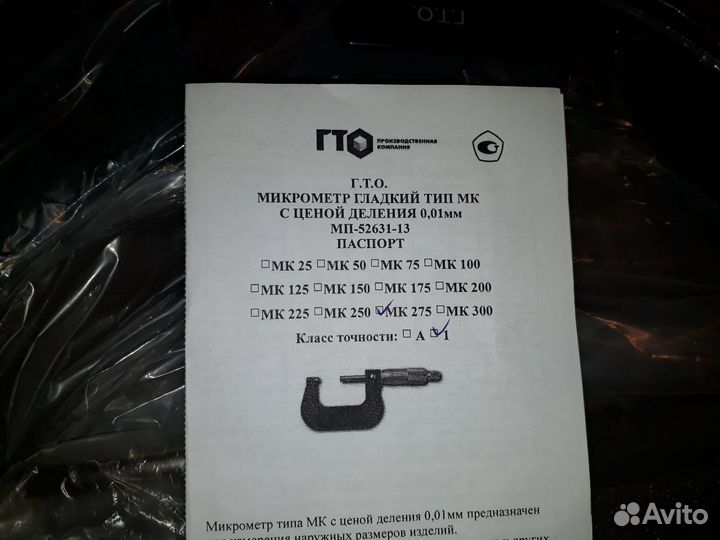 Г.Т.О.
ГТО ПРОИЗВОДСТВЕННАЯ
КОМПАНИЯ
Г.Т.О.
МИКРОМЕТР ГЛАДКИЙ ТИП МК
С ЦЕНОЙ ДЕЛЕНИЯ 0,01мм
МП-52631-13
ПАСПОРТ
□МК 25 □МК 50 □МК 75 □МК 100
□МК 125 □МК 150 □МК 175 □МК 200
□МК 225 □МК 250 ☑МК 275 □МК 300
Класс точности: □ А ☑ 1
Микрометр типа МК с ценой деления 0,01мм предназначен
измерения наружных размеров изделий.
и других
Avito